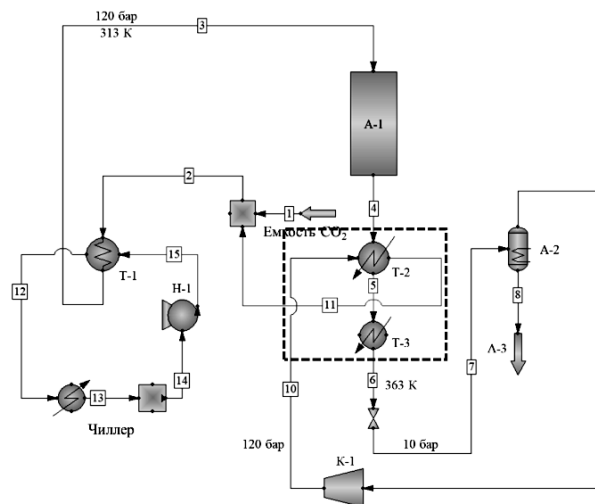 120 бар
313 К
3
А-1
2
1
Емкость CO2
4
15
Т-1
12
Н-1
Т-2
5
11
А-2
8
Т-3
А-3
14
13
10
6
363 К
7
Чиллер
120 бар
10 бар
К-1